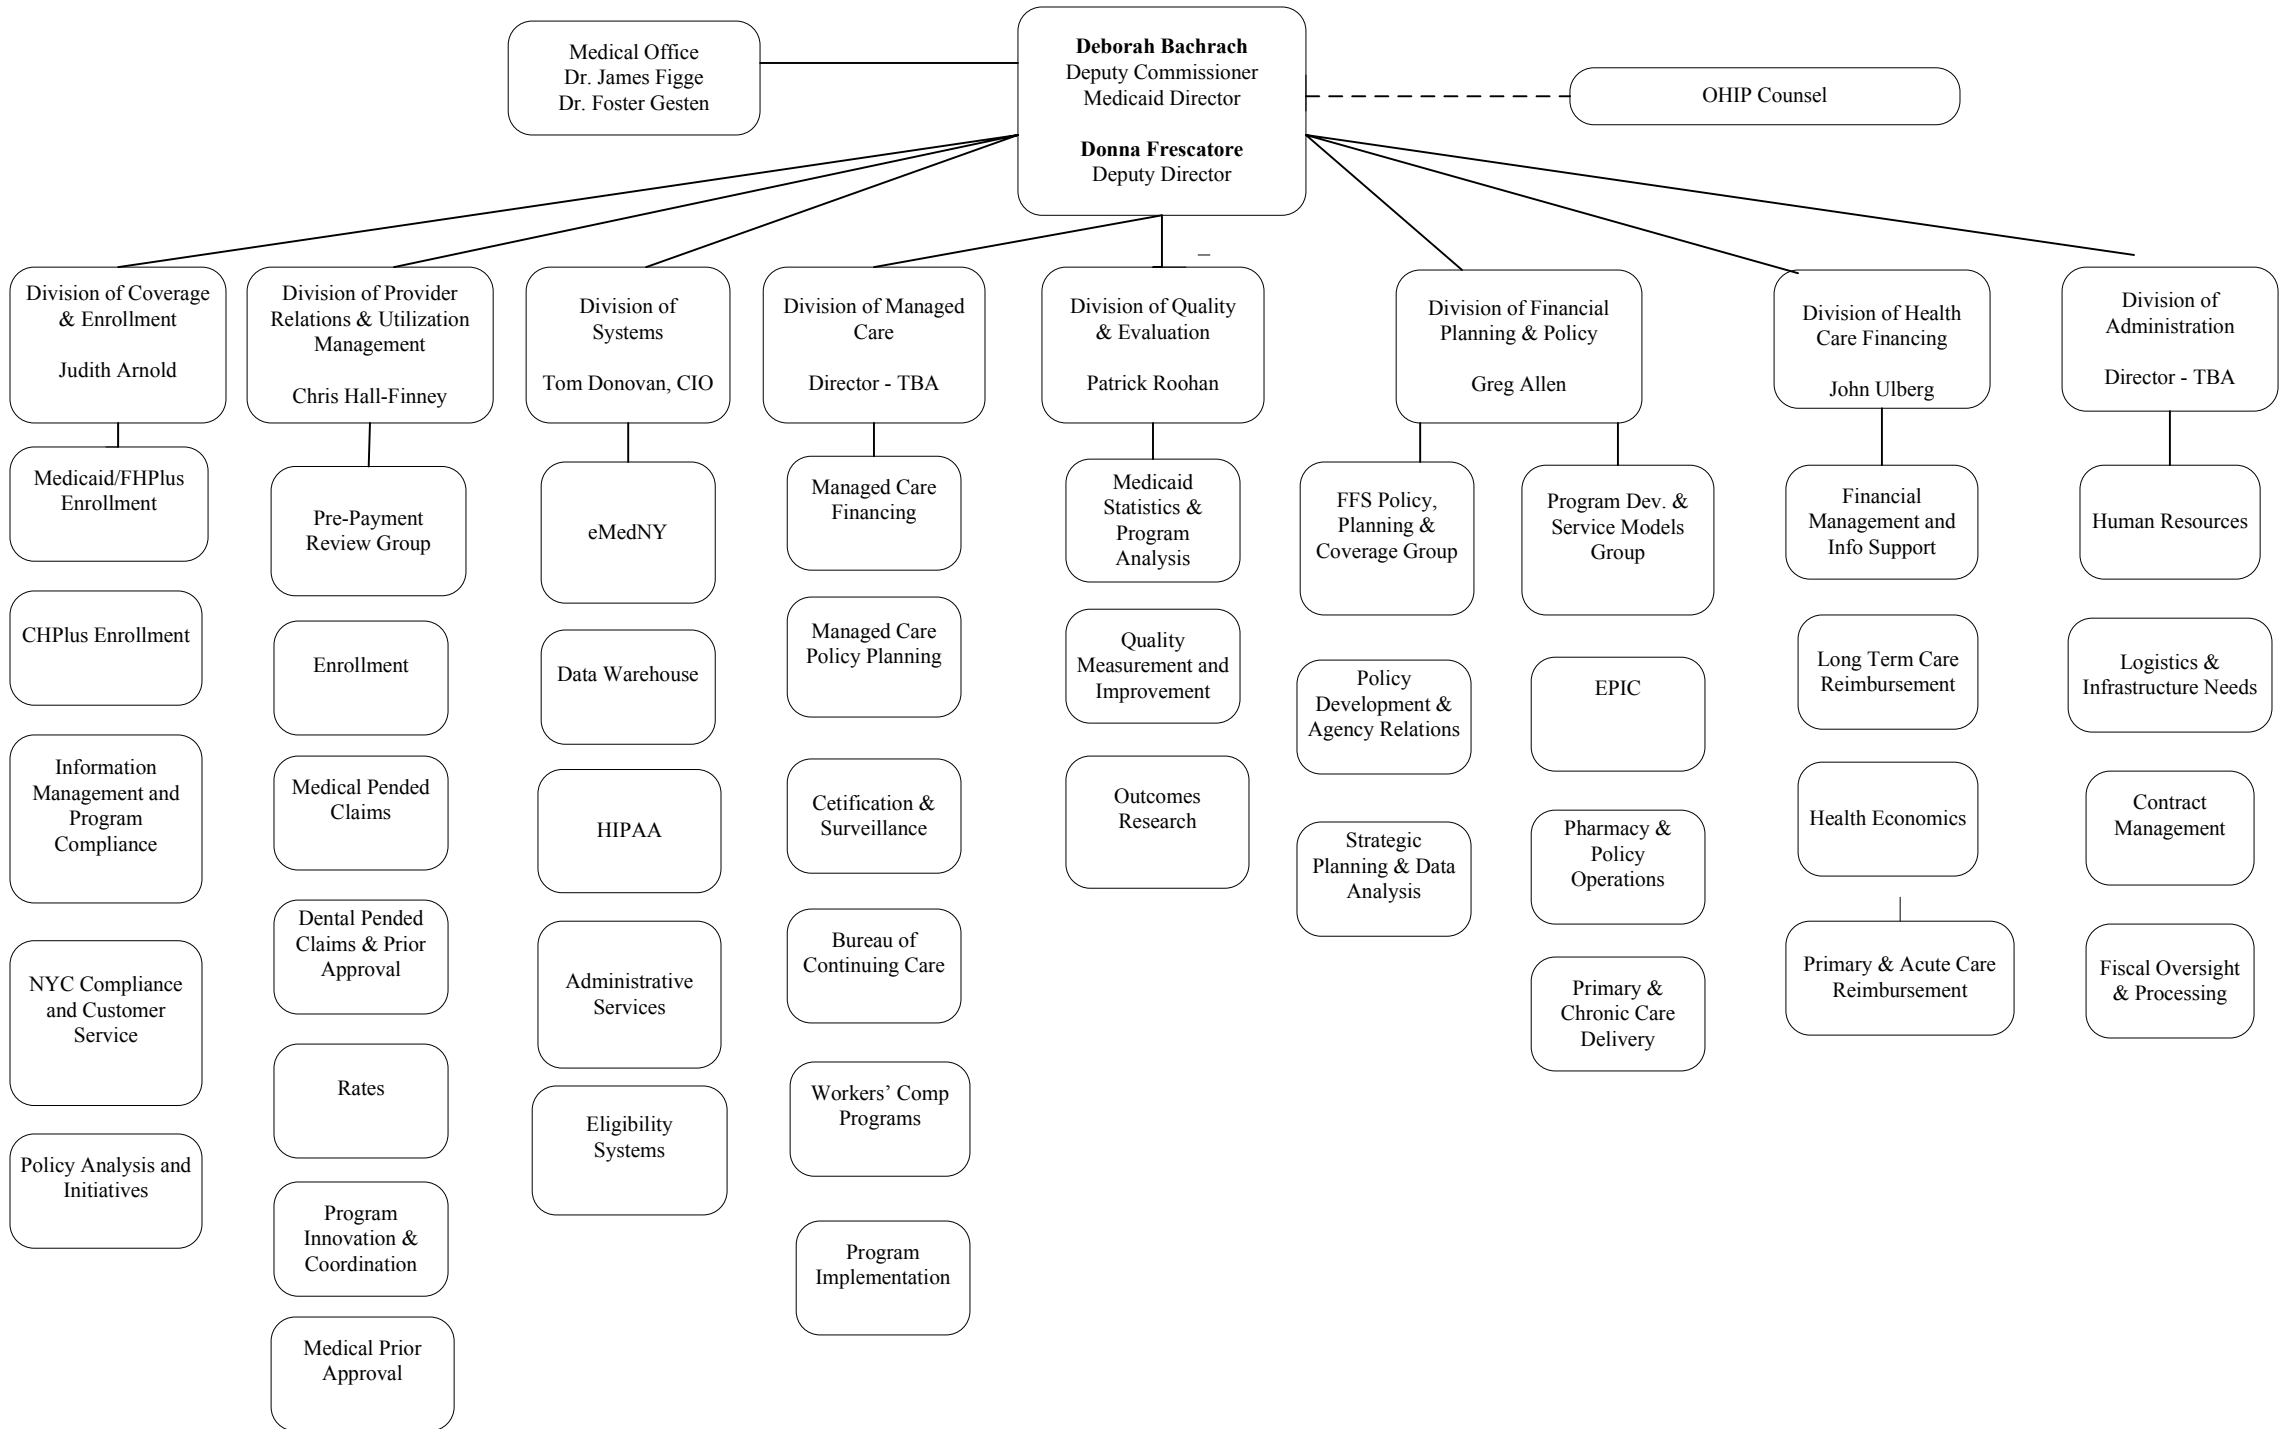 Medical Office
Dr. James Figge
Dr. Foster Gesten
Deborah Bachrach
Deputy Commissioner
Medicaid Director
Donna Frescatore
Deputy Director
OHIP Counsel
Division of Coverage
& Enrollment
Judith Arnold
Medicaid/FHPlus
Enrollment
CHPlus Enrollment
Information
Management and
Program
Compliance
NYC Compliance
and Customer
Service
Policy Analysis and
Initiatives
Division of Provider
Relations & Utilization
Management
Chris Hall-Finney
Pre-Payment
Review Group
Enrollment
Medical Pended
Claims
Dental Pended
Claims & Prior
Approval
Rates
Program
Innovation &
Coordination
Medical Prior
Approval
Division of
Systems
Tom Donovan, CIO
eMedNY
Data Warehouse
HIPAA
Administrative
Services
Eligibility
Systems
Division of Managed
Care
Director - TBA
Managed Care
Financing
Managed Care
Policy Planning
Cetification &
Surveillance
Bureau of
Continuing Care
Workers’ Comp
Programs
Program
Implementation
Division of Quality
& Evaluation
Patrick Roohan
Medicaid
Statistics &
Program
Analysis
Quality
Measurement and
Improvement
Outcomes
Research
Division of Financial
Planning & Policy
Greg Allen
FFS Policy,
Planning &
Coverage Group
Policy
Development &
Agency Relations
Strategic
Planning & Data
Analysis
Program Dev. &
Service Models
Group
EPIC
Pharmacy &
Policy
Operations
Primary &
Chronic Care
Delivery
Division of Health
Care Financing
John Ulberg
Financial
Management and
Info Support
Long Term Care
Reimbursement
Health Economics
Primary & Acute Care
Reimbursement
Division of
Administration
Director - TBA
Human Resources
Logistics &
Infrastructure Needs
Contract
Management
Fiscal Oversight
& Processing